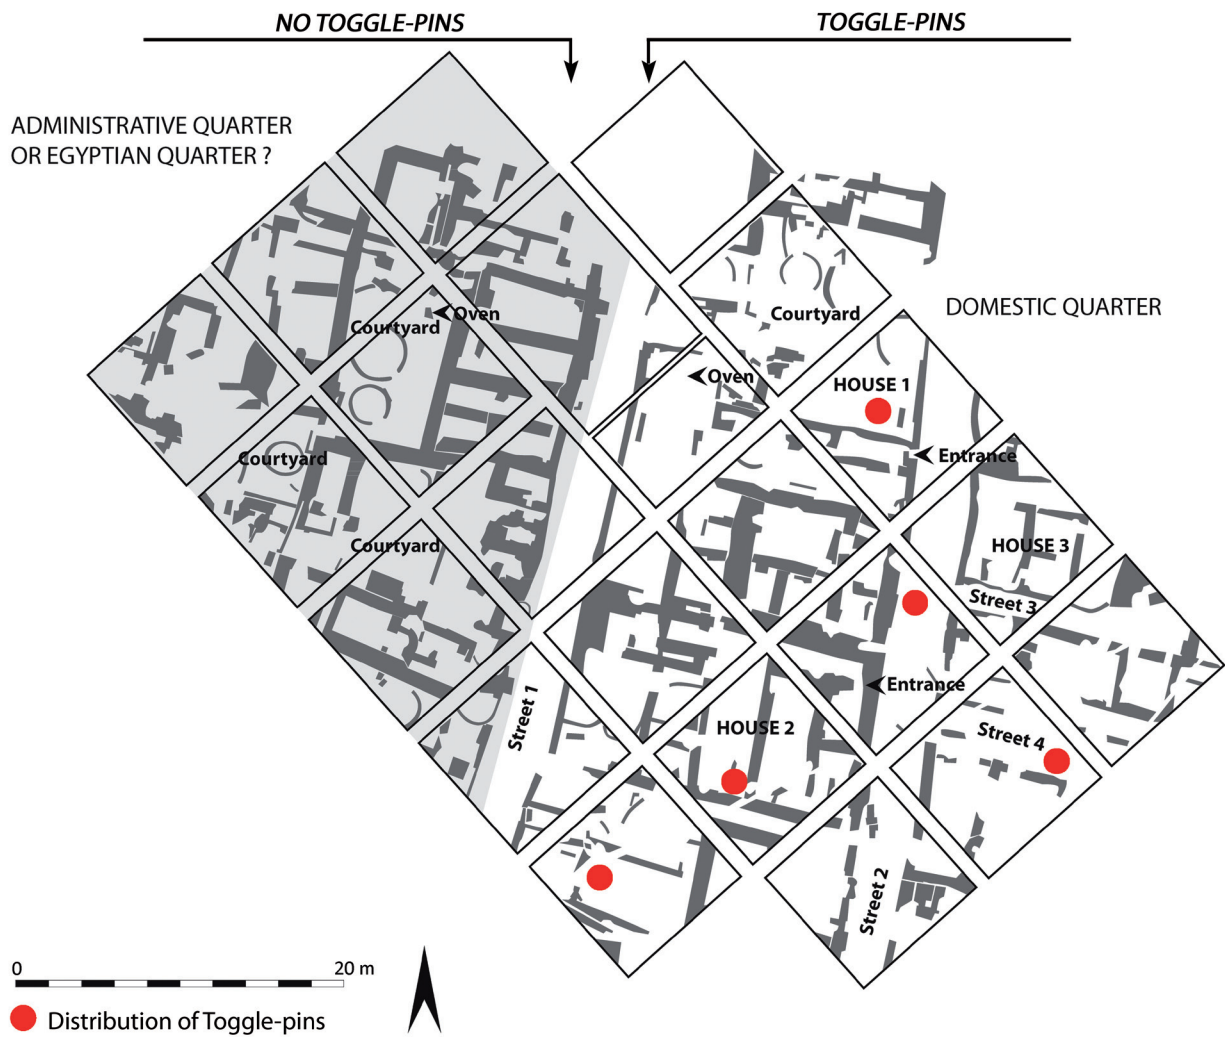 NO TOGGLE-PINS
TOGGLE-PINS
ADMINISTRATIVE QUARTER
OR EGYPTIAN QUARTER ?
DOMESTIC QUARTER
Courtyard
Oven
Courtyard
Oven
HOUSE 1
Courtyard
Entrance
Courtyard
HOUSE 3
Street 3
Entrance
Street 1
HOUSE 2
Street 4
Street 2
0
20 m
Distribution of Toggle-pins